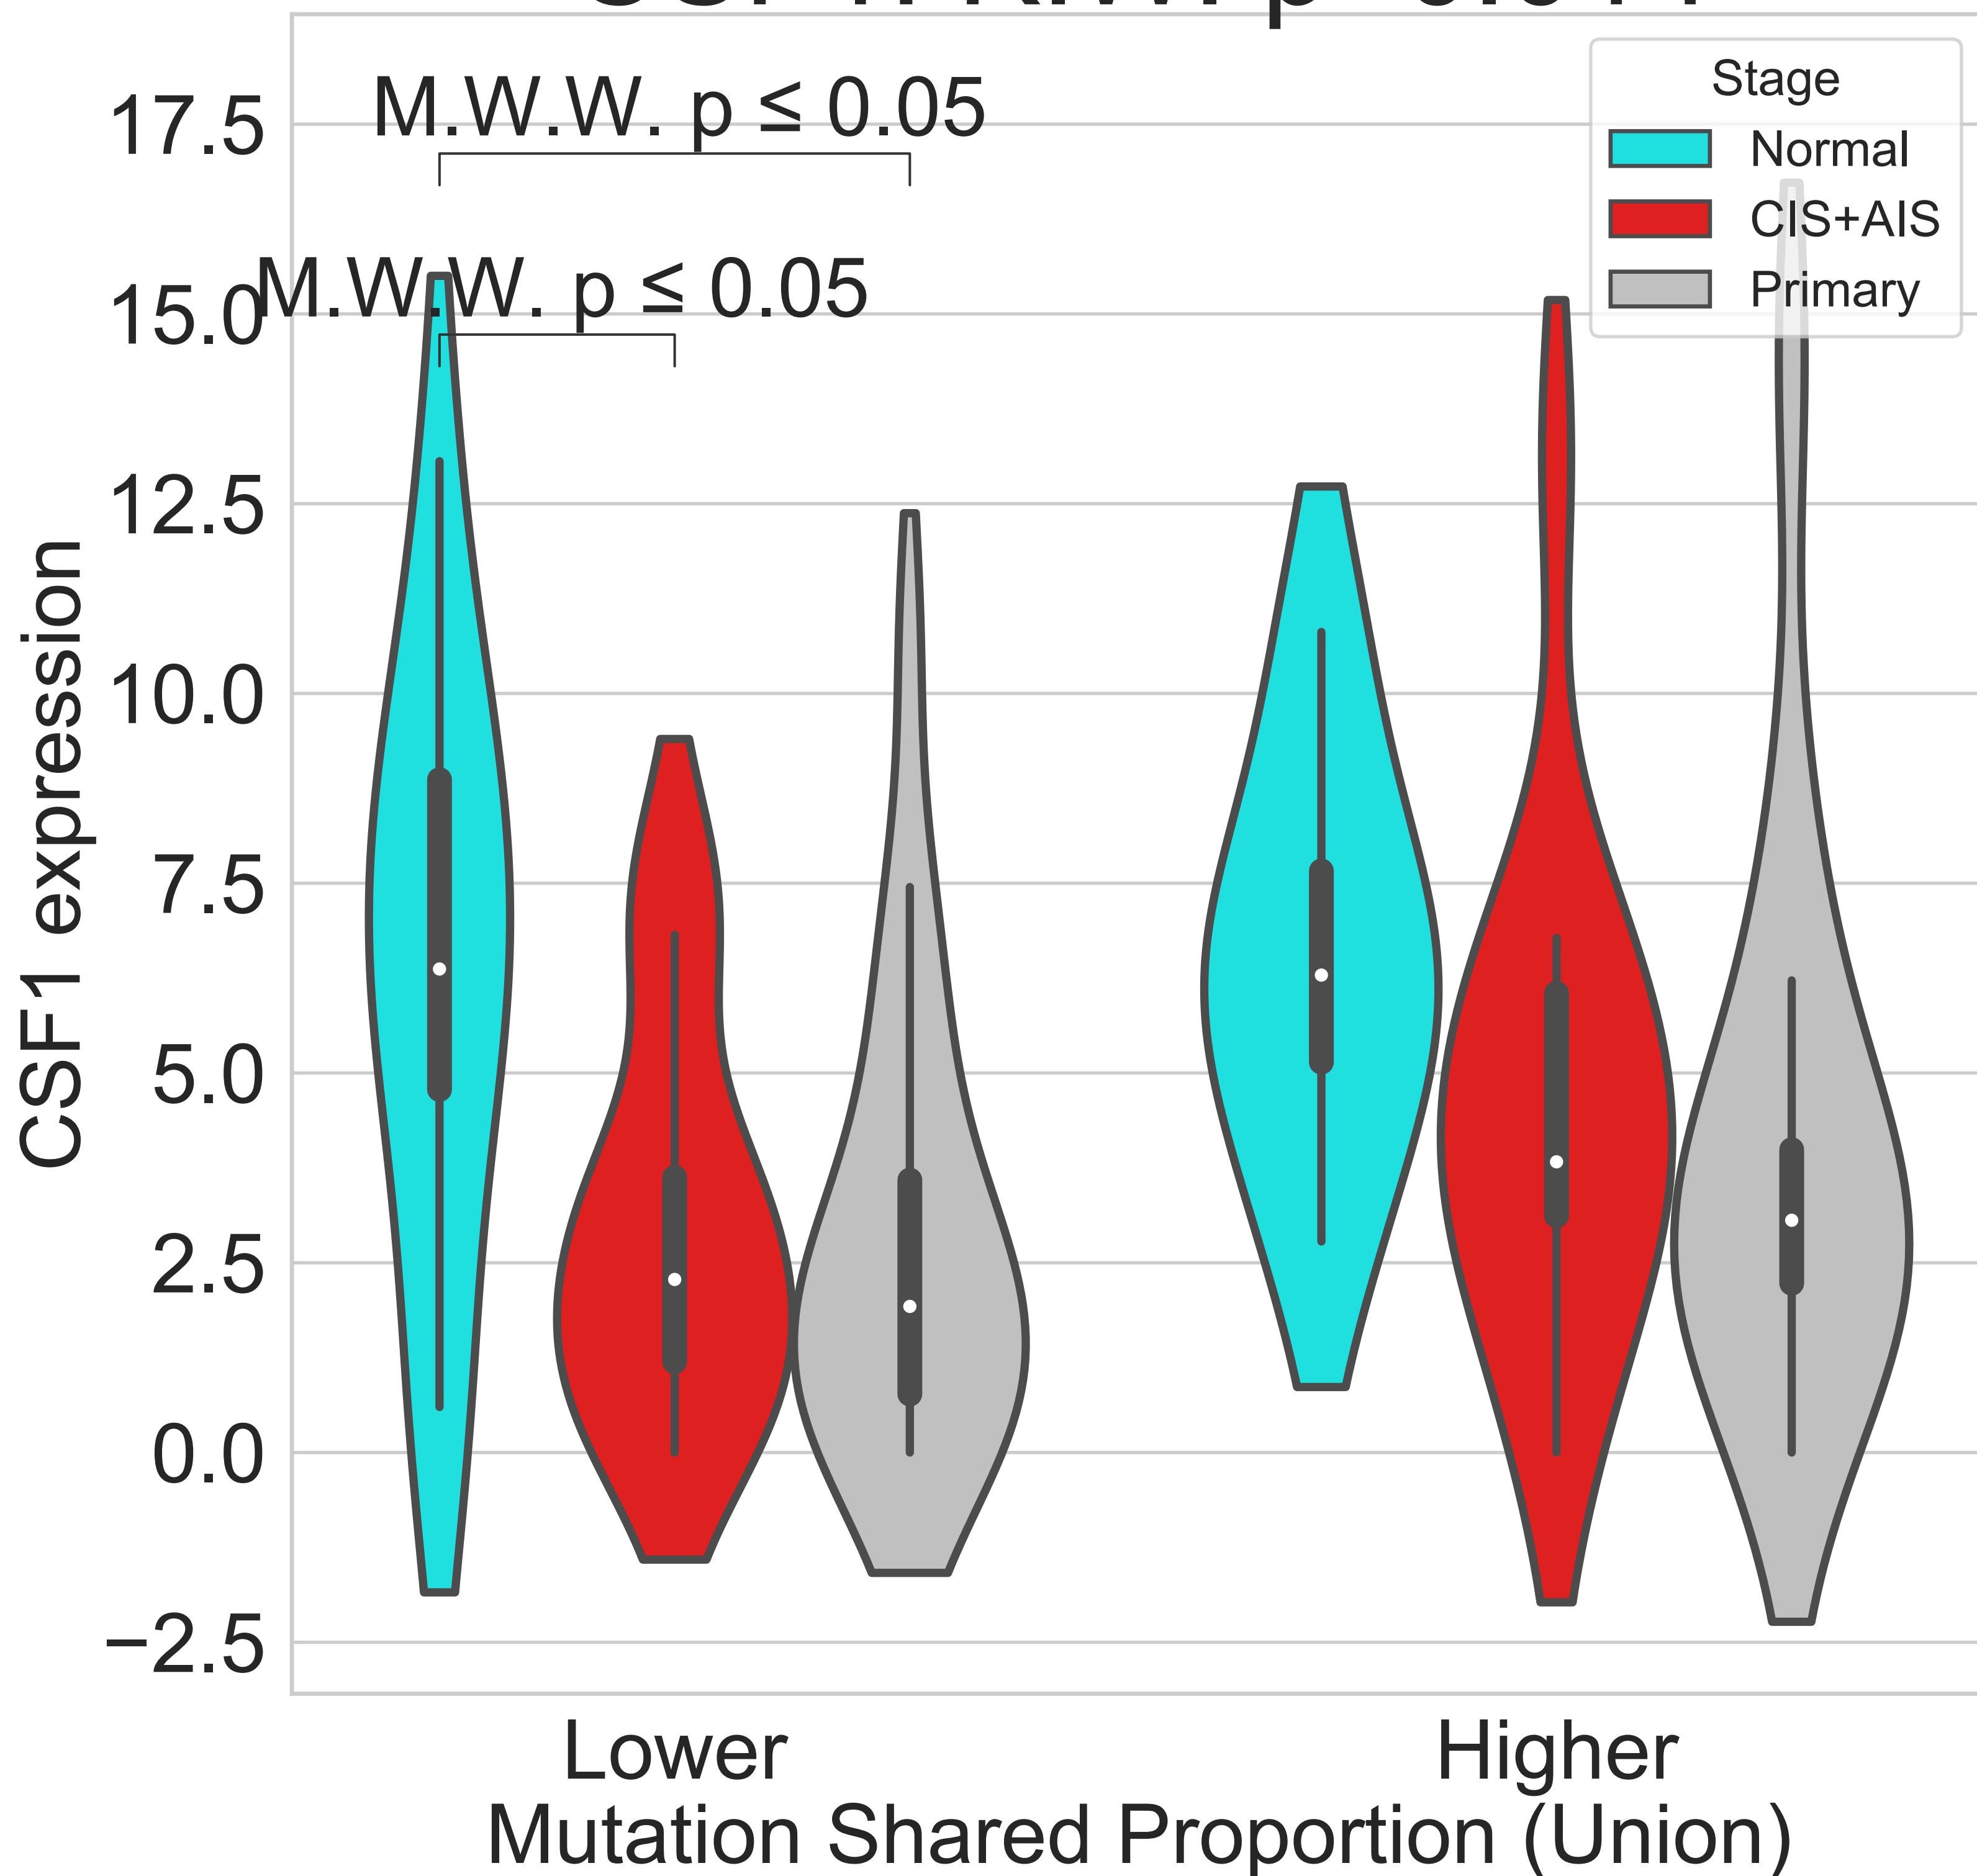 M.W.W. p ≤ 0.05
M.W.W. p ≤ 0.05
Stage
Normal
CIS+AIS
Primary
17.5
15.0
12.5
10.0
7.5
5.0
2.5
0.0
−2.5
CSF1 expression
Lower
Higher
Mutation Shared Proportion (Union)